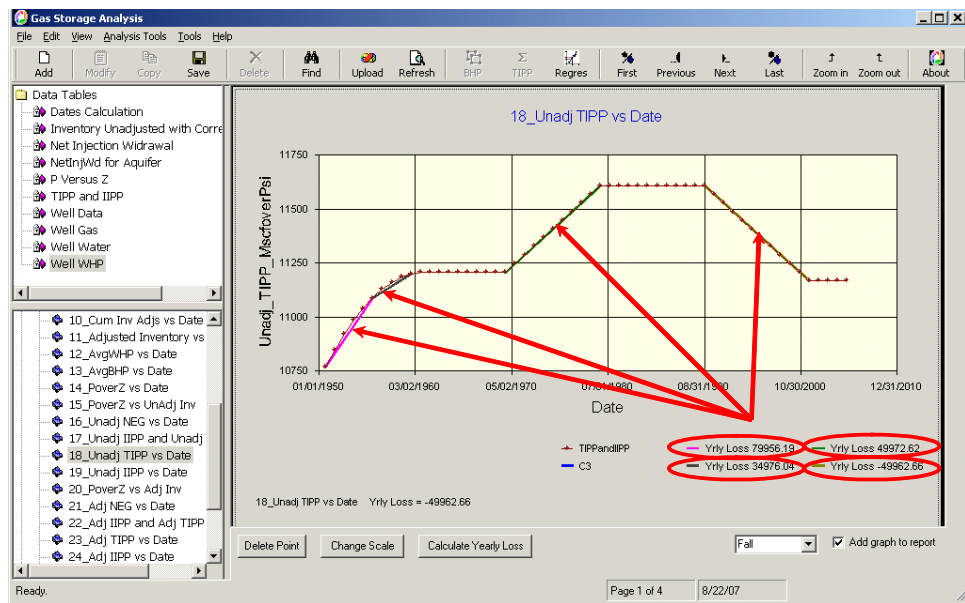 Gas Storage Analysis
File Edit View Analysis Tools Tools Help
Add Modify Copy Save Delete Find Upload Refresh BHP TIPP Regres First Previous Next Last Zoom in Zoom out About
Data Tables
Dates Calculation
Inventory Unadjusted with Corre
Net Injection Widrawal
NetInjWd for Aquifer
P Versus Z
TIPP and IIPP
Well Data
Well Gas
Well Water
Well WHP
10_Cum Inv Adjs vs Date
11_Adjusted Inventory vs
12_AvgWHP vs Date
13_AvgBHP vs Date
14_PoverZ vs Date
15_PoverZ vs UnAdj Inv
16_Unadj NEG vs Date
17_Unadj IIPP and Unadj
18_Unadj TIPP vs Date
19_Unadj IIPP vs Date
20_PoverZ vs Adj Inv
21_Adj NEG vs Date
22_Adj IIPP and Adj TIPP
23_Adj TIPP vs Date
24_Adj IIPP vs Date
18_Unadj TIPP vs Date
Unadj_TIPP_MscfoverPsi
11750
11500
11250
11000
10750
01/01/1950 03/02/1960 05/02/1970 07/01/1980 08/31/1990 10/30/2000 12/31/2010
Date
TIPPandIIPP Yrly Loss 79956.19 Yrly Loss 49972.62
C3 Yrly Loss 34976.04 Yrly Loss -49962.66
18_Unadj TIPP vs Date Yrly Loss = -49962.66
Delete Point Change Scale Calculate Yearly Loss Fall Add graph to report
Ready. Page 1 of 4 8/22/07